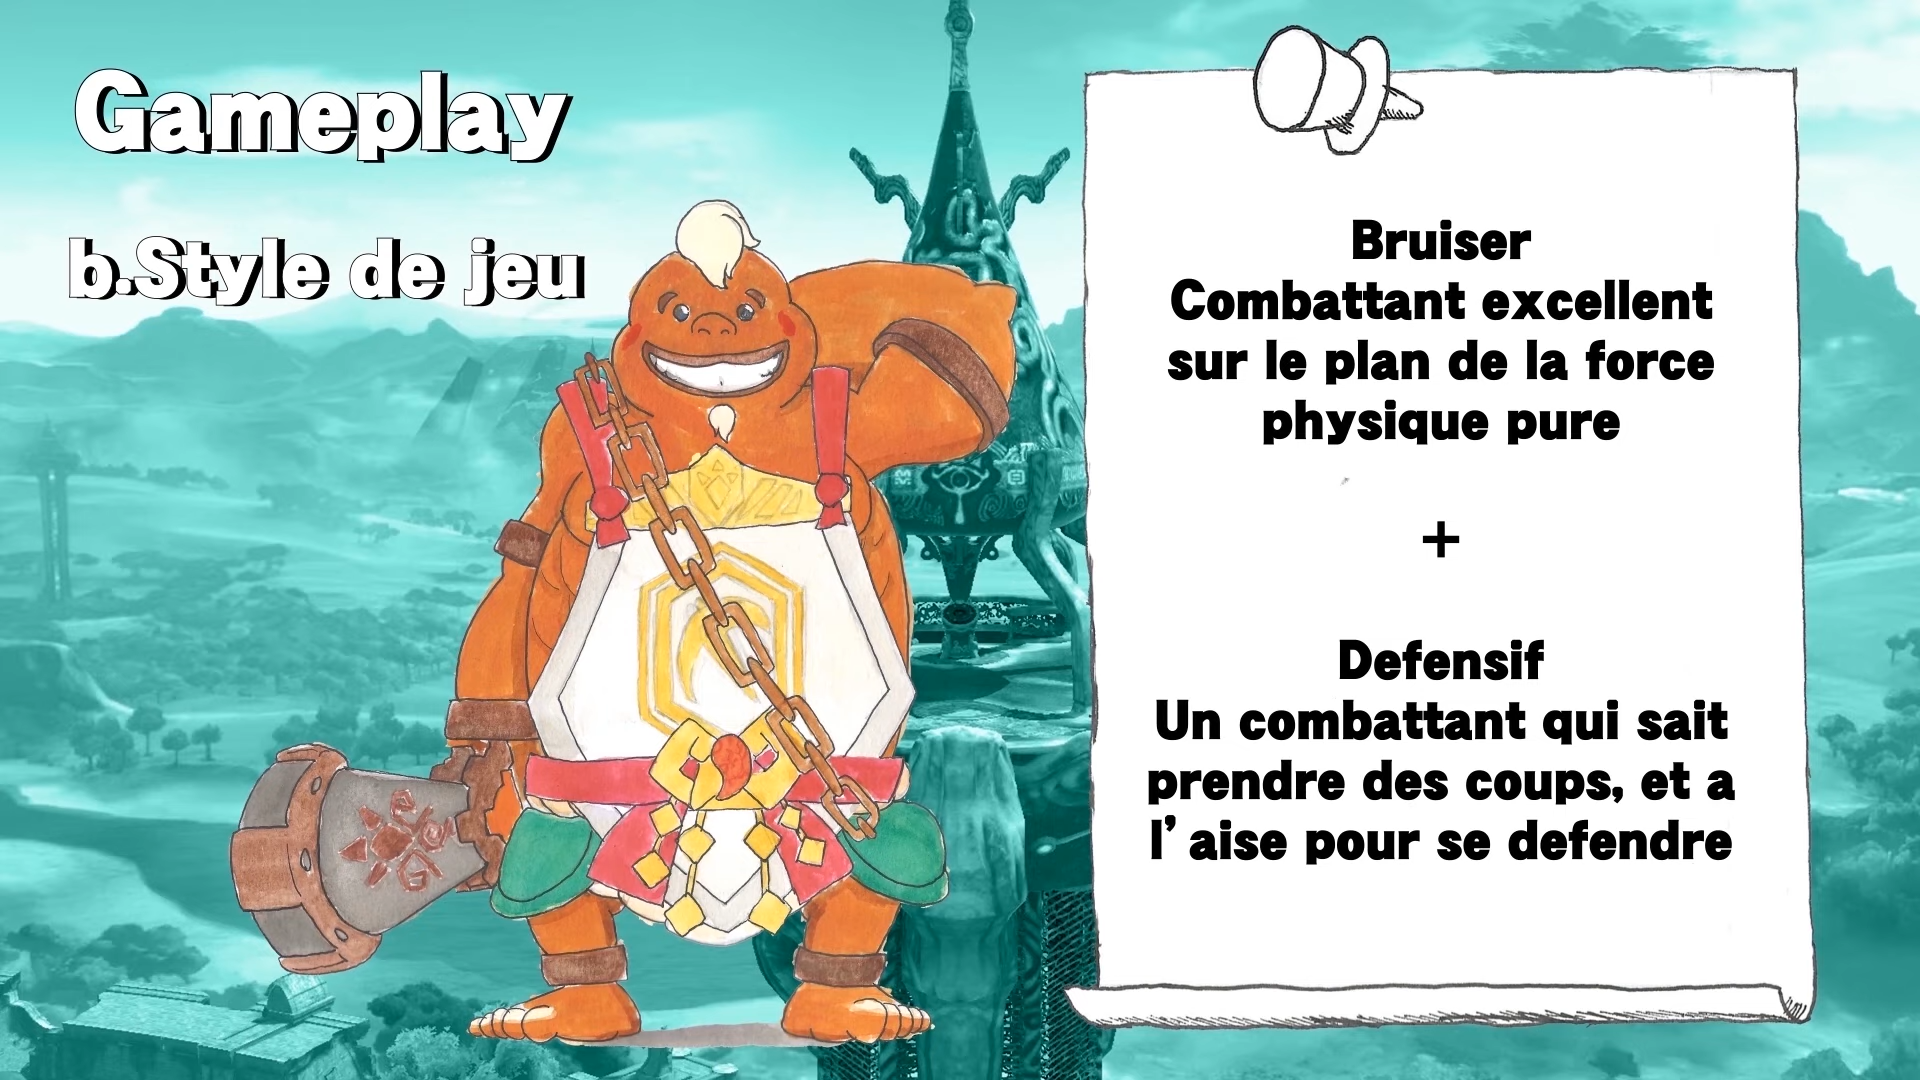 Gameplay
b.Style de jeu
Bruiser
Combattant excellent
sur le plan de la force
physique pure
+
Defensif
Un combattant qui sait
prendre des coups, et a
l’aise pour se defendre